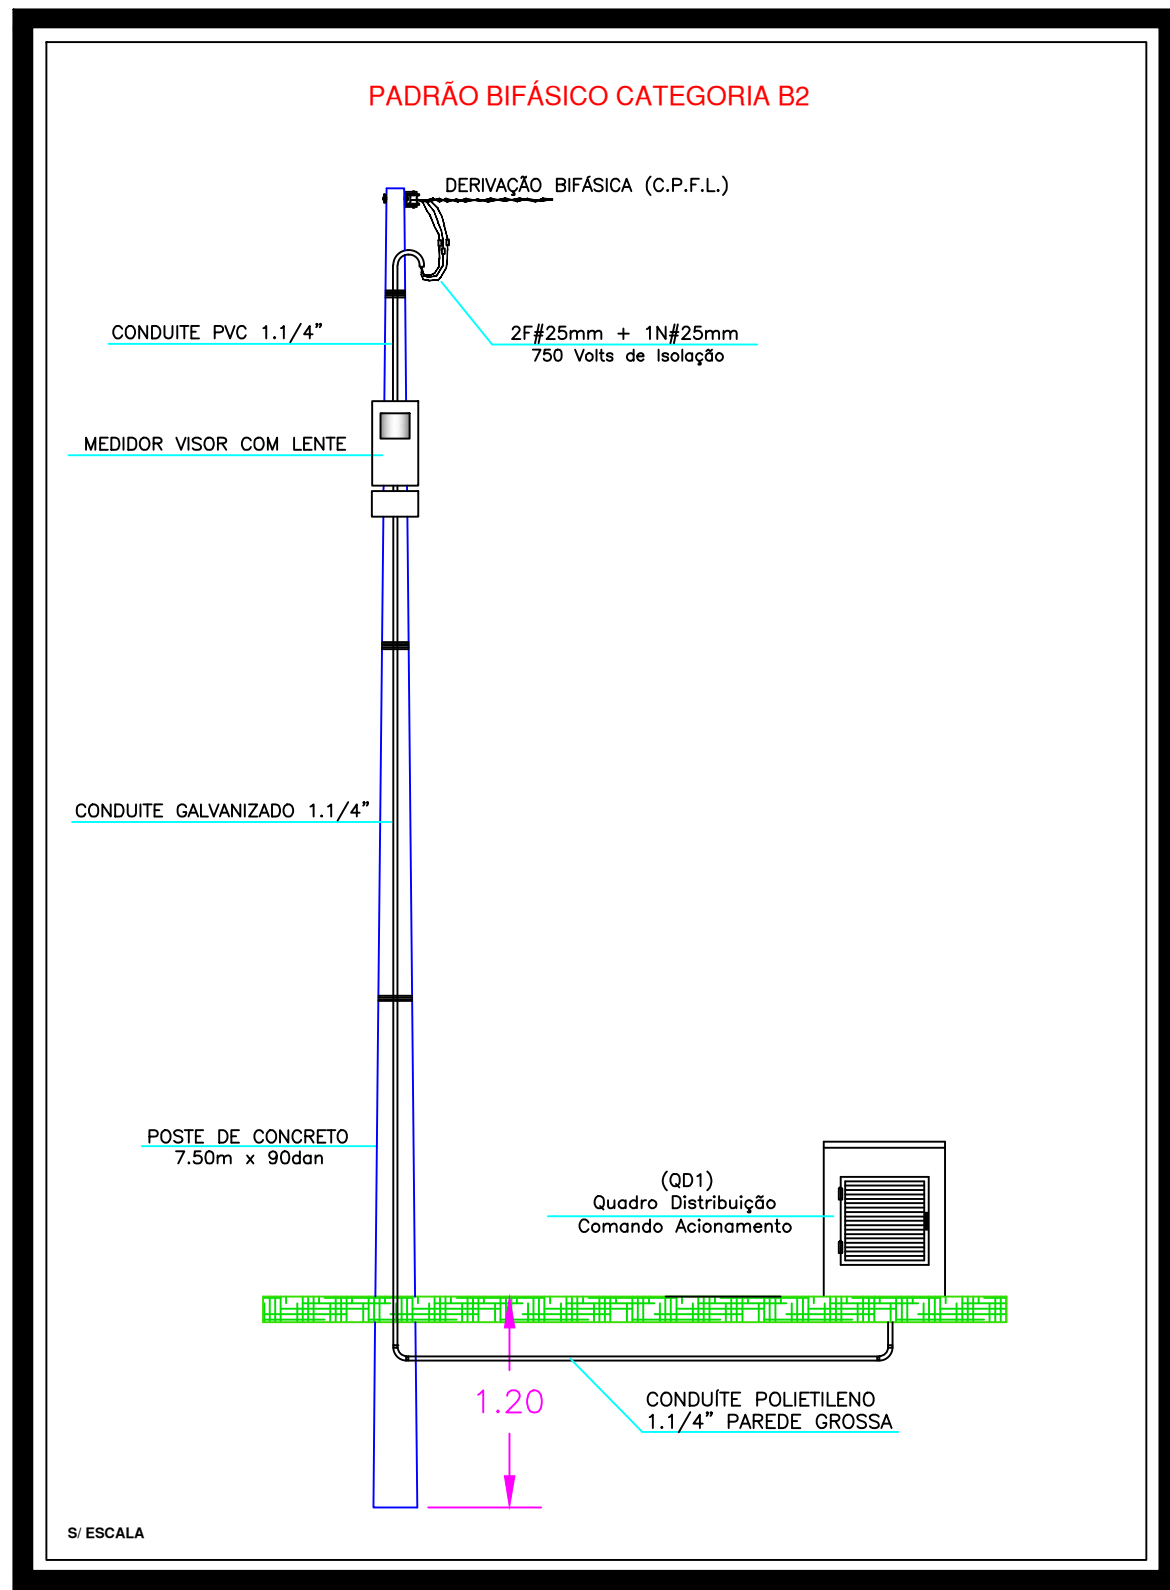 PADRÃO BIFÁSICO CATEGORIA B2
DERIVAÇÃO BIFÁSICA (C.P.F.L.)
CONDUITE PVC 1.1/4”
2F#25mm + 1N#25mm
750 Volts de Isolação
MEDIDOR VISOR COM LENTE
CONDUITE GALVANIZADO 1.1/4”
POSTE DE CONCRETO
7.50m x 90dan
(QD1)
Quadro Distribuição
Comando Acionamento
1.20
CONDUÍTE POLIETILENO
1.1/4” PAREDE GROSSA
S/ ESCALA